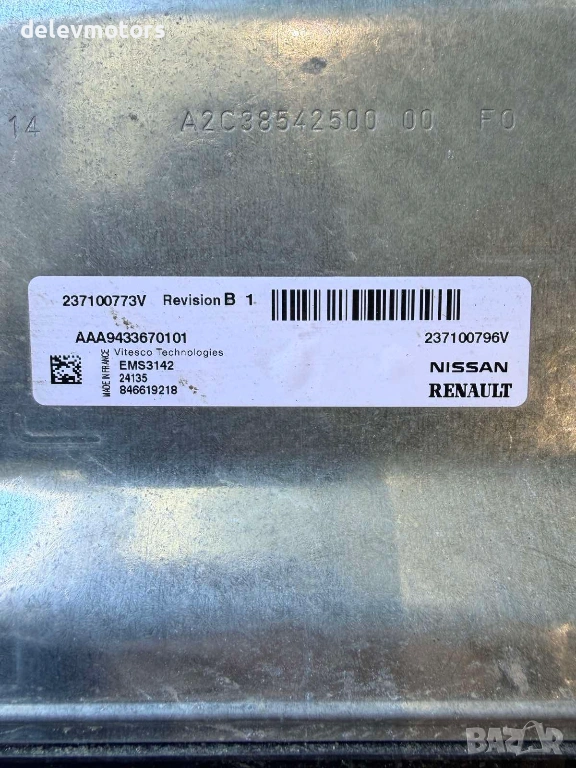 delevmotors
14 A2C38542500 00 F0
237100773V Revision B 1
AAA9433670101
237100796V
MADE IN FRANCE
Vitesco Technologies
EMS3142
24135
846619218
NISSAN
RENAULT
BAZAR